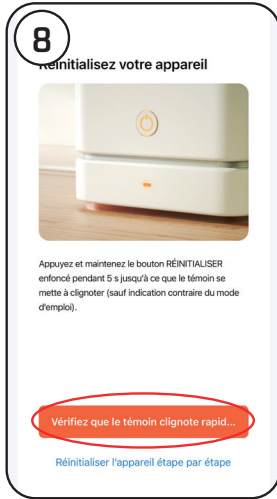 8
Réinitialisez votre appareil
Appuyez et maintenez le bouton RÉINITIALISER
enfoncé pendant 5 s jusqu'à ce que le témoin se
mette à clignoter (sauf indication contraire du mode
d'emploi).
Vérifiez que le témoin clignote rapid...
Réinitialiser l'appareil étape par étape